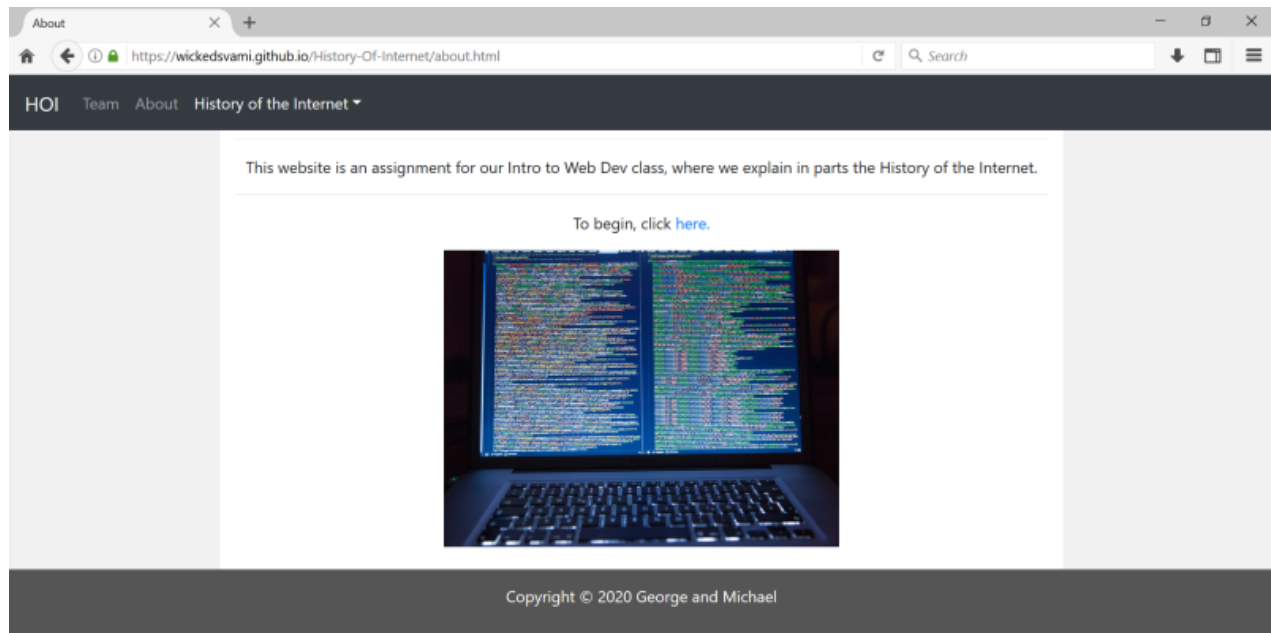 About
https://wickedsvami.github.io/History-Of-Internet/about.html
Search
HOI Team About History of the Internet
This website is an assignment for our Intro to Web Dev class, where we explain in parts the History of the Internet.
To begin, click here.
Copyright © 2020 George and Michael